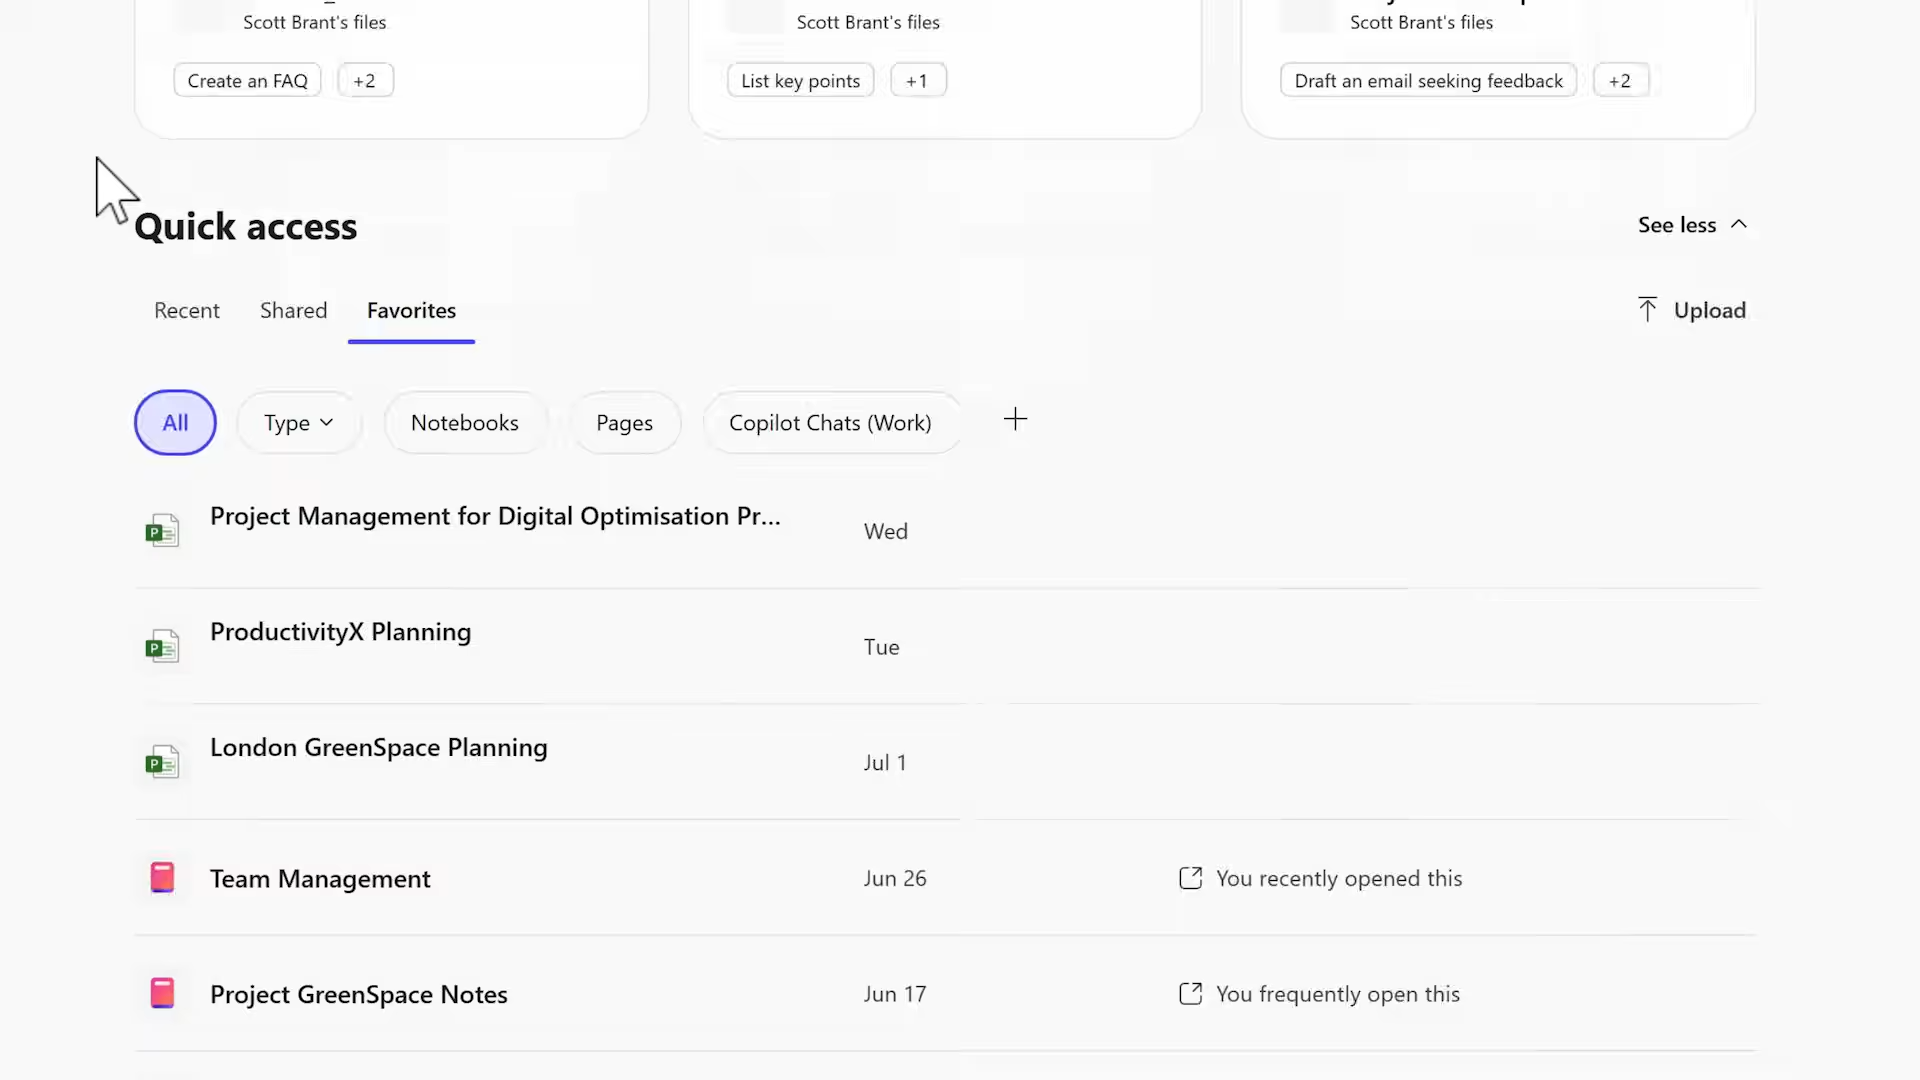 Scott Brant's files
Scott Brant's files
Scott Brant's files
Create an FAQ +2
List key points +1
Draft an email seeking feedback +2
Quick access
See less
Recent Shared Favorites
Upload
All Type Notebooks Pages Copilot Chats (Work) +
Project Management for Digital Optimisation Pr... Wed
ProductivityX Planning Tue
London GreenSpace Planning Jul 1
Team Management Jun 26 You recently opened this
Project GreenSpace Notes Jun 17 You frequently open this